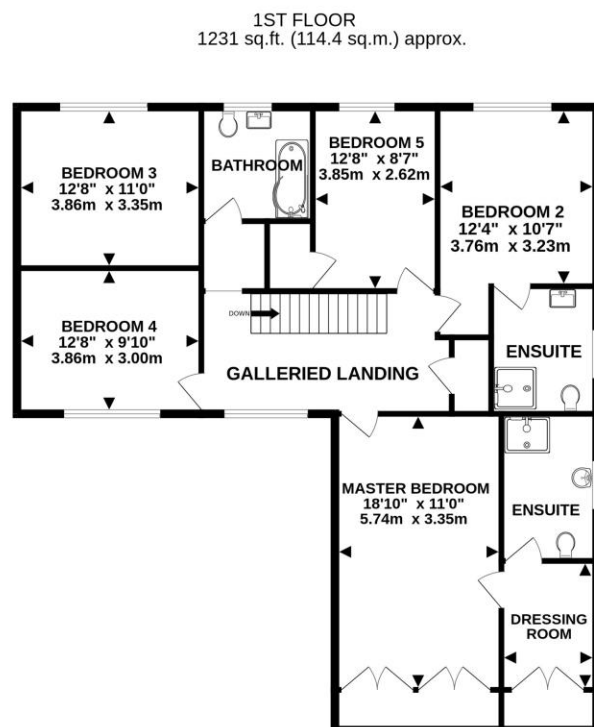 1ST FLOOR
1231 sq.ft. (114.4 sq.m.) approx.
BEDROOM 3
12'8" x 11'0"
3.86m x 3.35m
BATHROOM
BEDROOM 5
12'8" x 8'7"
3.85m x 2.62m
BEDROOM 2
12'4" x 10'7"
3.76m x 3.23m
BEDROOM 4
12'8" x 9'10"
3.86m x 3.00m
DOWN
GALLERIED LANDING
ENSUITE
MASTER BEDROOM
18'10" x 11'0"
5.74m x 3.35m
ENSUITE
DRESSING
ROOM